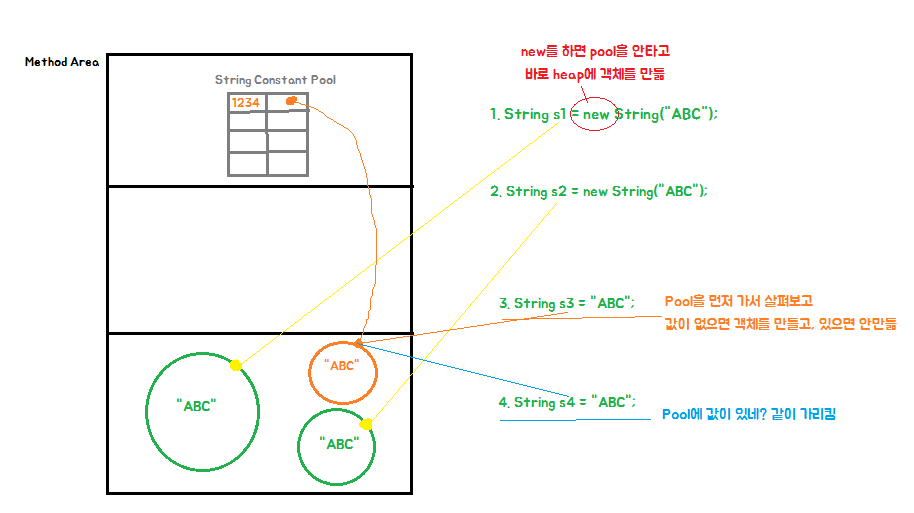 Method Area
String Constant Pool
1234
"ABC"
"ABC"
"ABC"
new를 하면 pool을 안타고
바로 heap에 객체를 만듦
1. String s1 = new String("ABC");
2. String s2 = new String("ABC");
3. String s3 = "ABC";
Pool을 먼저 가서 살펴보고
값이 없으면 객체를 만들고, 있으면 안만듦
4. String s4 = "ABC";
Pool에 값이 있네? 같이 가리킴